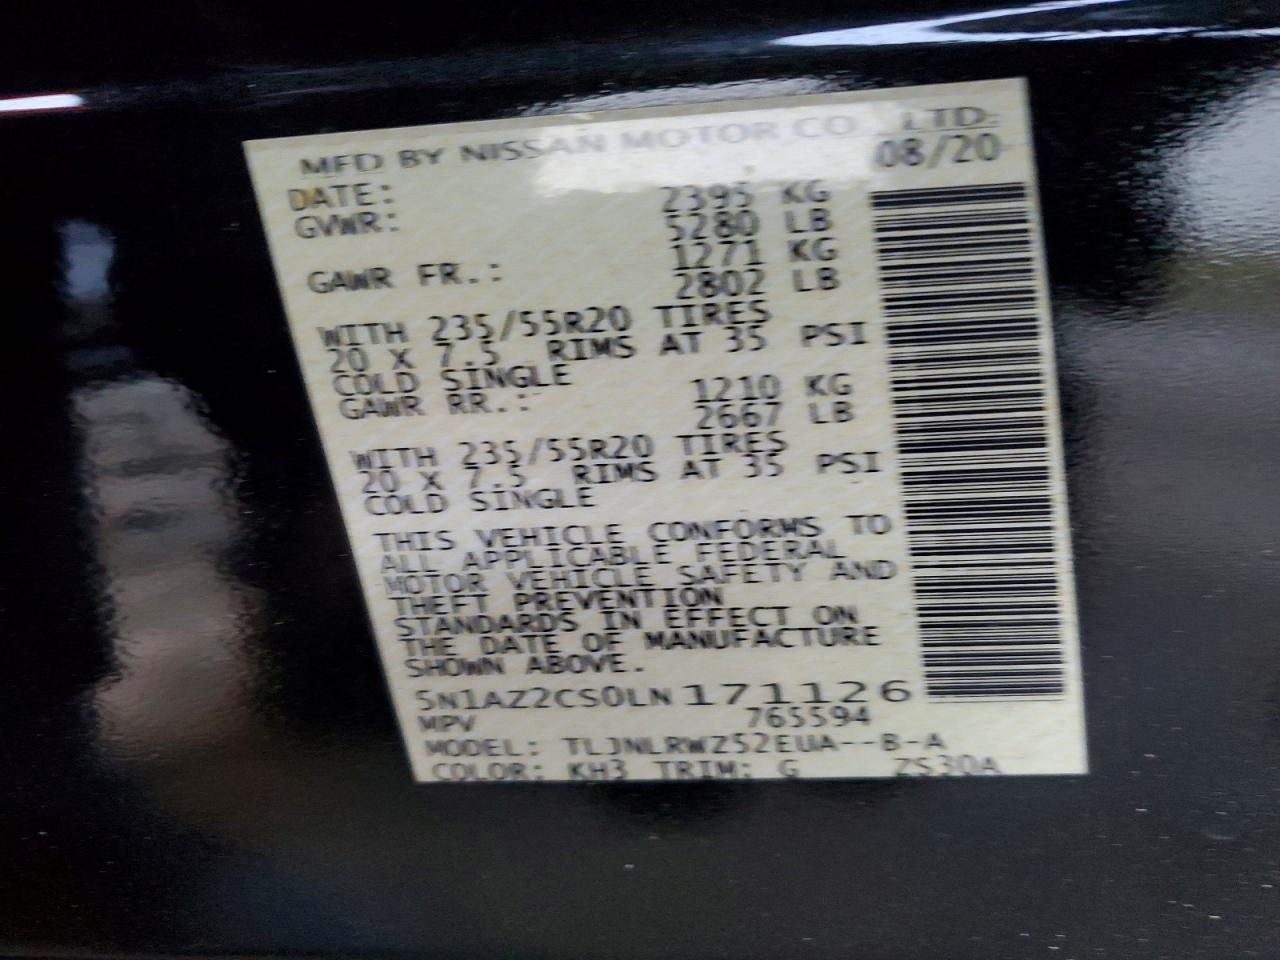 MFD BY NISSAN MOTOR CO., LTD.
DATE: 08/20
GVWR: 2395 KG
5280 LB
GAWR FR.: 1271 KG
2802 LB
WITH 235/55R20 TIRES
20 X 7.5 RIMS AT 35 PSI
COLD SINGLE
GAWR RR.: 1210 KG
2667 LB
WITH 235/55R20 TIRES
20 X 7.5 RIMS AT 35 PSI
COLD SINGLE
THIS VEHICLE CONFORMS TO
ALL APPLICABLE FEDERAL
MOTOR VEHICLE SAFETY AND
THEFT PREVENTION
STANDARDS IN EFFECT ON
THE DATE OF MANUFACTURE
SHOWN ABOVE.
5N1AZ2CS0LN171126
MPV 765594
MODEL: TLJNLRWZ52EUA--B-A
COLOR: KH3 TRIM: G ZS30A